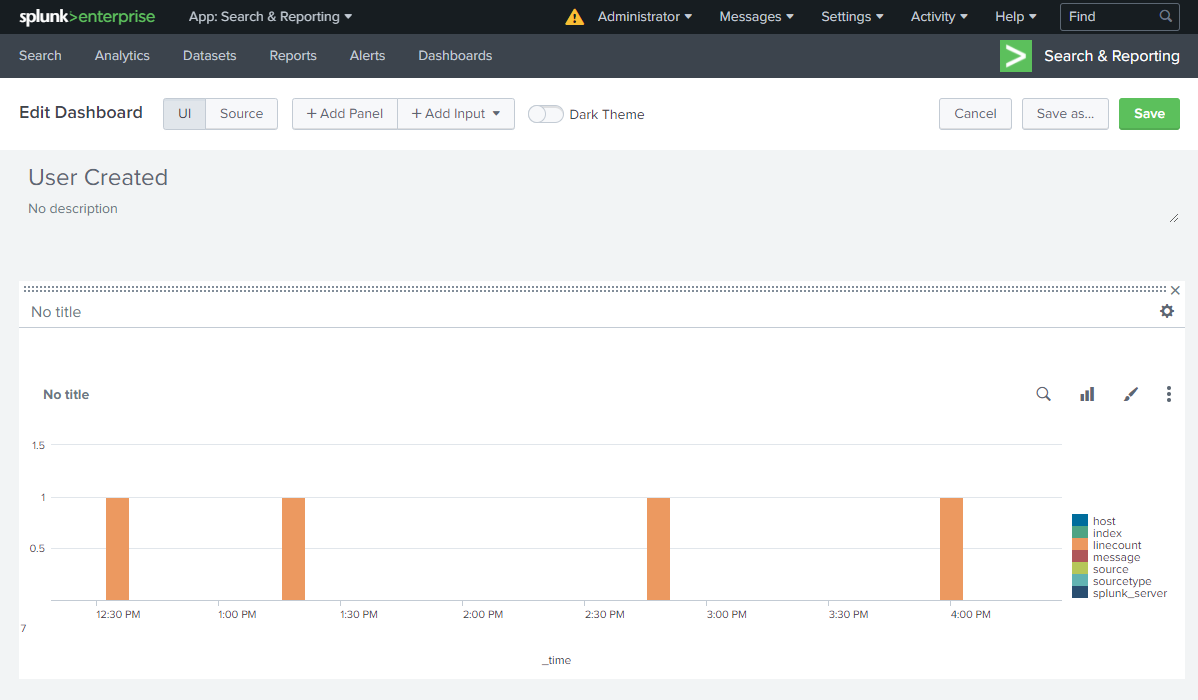 splunk>enterprise App: Search & Reporting Administrator Messages Settings Activity Help Find
Search Analytics Datasets Reports Alerts Dashboards Search & Reporting
Edit Dashboard UI Source + Add Panel + Add Input Dark Theme Cancel Save as... Save
User Created
No description
No title
No title
1.5
1
0.5
host
index
linecount
message
source
sourcetype
splunk_server
12:30 PM 1:00 PM 1:30 PM 2:00 PM 2:30 PM 3:00 PM 3:30 PM 4:00 PM
7
_time